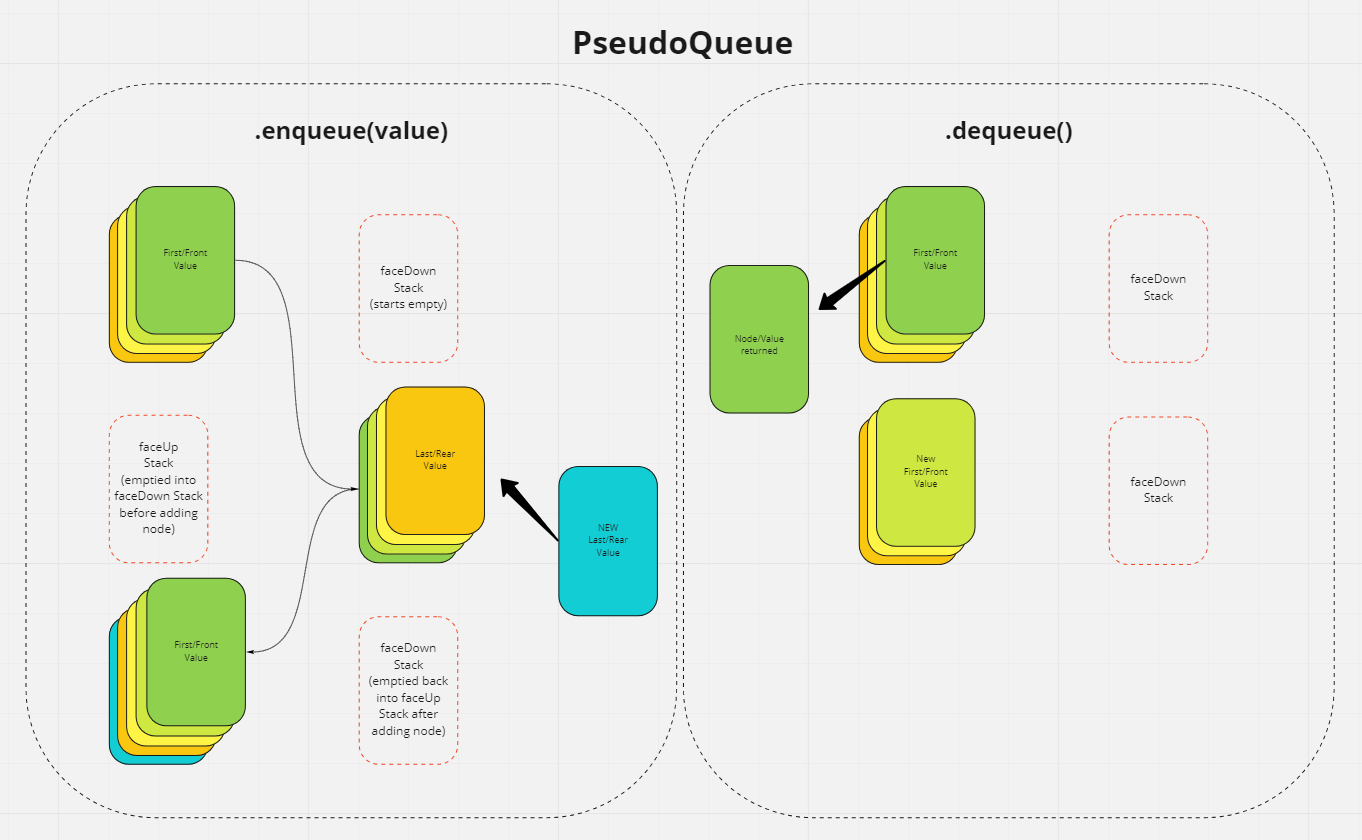 PseudoQueue
.enqueue(value)
First/Front
Value
faceDown
Stack
(starts empty)
faceUp
Stack
(emptied into
faceDown Stack
before adding
node)
Last/Rear
Value
NEW
Last/Rear
Value
First/Front
Value
faceDown
Stack
(emptied back
into faceUp
Stack after
adding node)
.dequeue()
Node/Value
returned
First/Front
Value
faceDown
Stack
New
First/Front
Value
faceDown
Stack